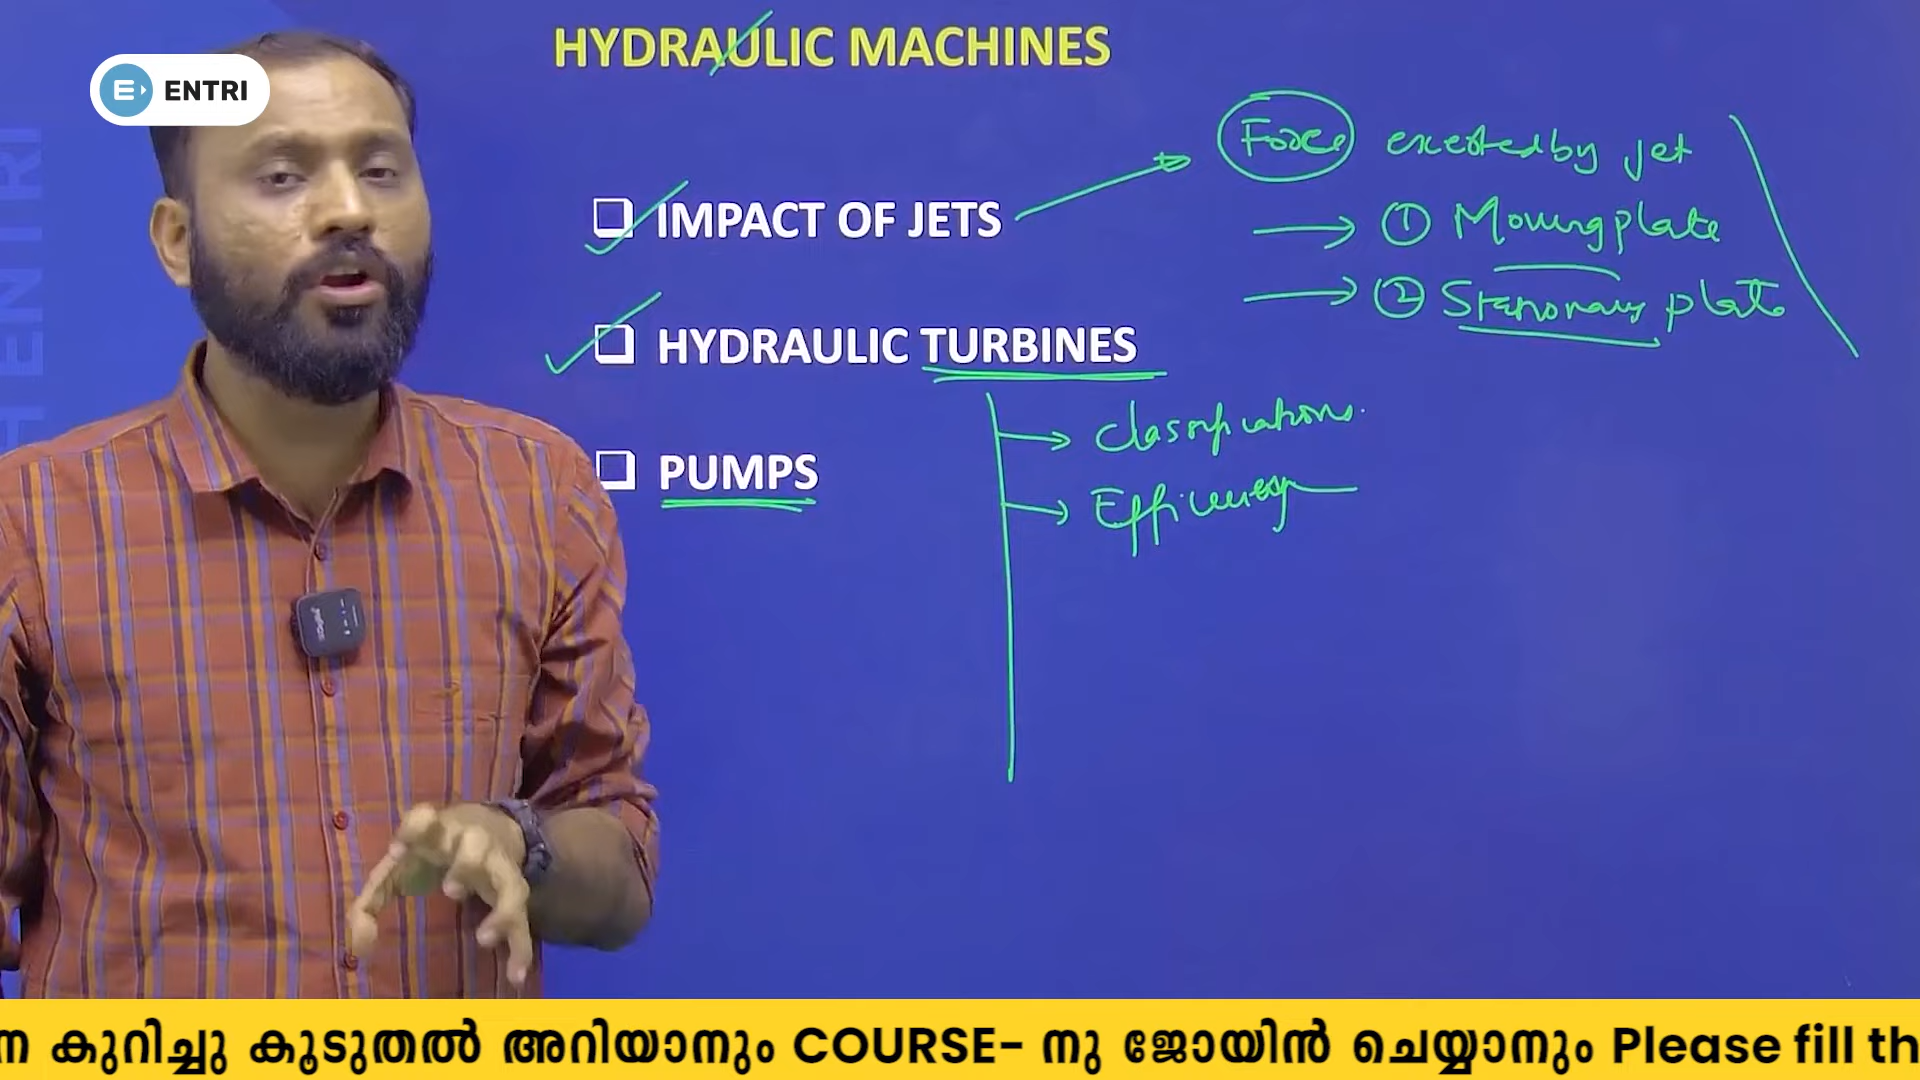 HYDRAULIC MACHINES
ENTRI
Force exerted by jet
IMPACT OF JETS
① Moving plate
② Stationary plate
HYDRAULIC TURBINES
Classifications.
PUMPS
Efficiency
ENTRI
ന കുറിച്ചു കൂടുതൽ അറിയാനും COURSE- നു ജോയിൻ ചെയ്യാനും Please fill th